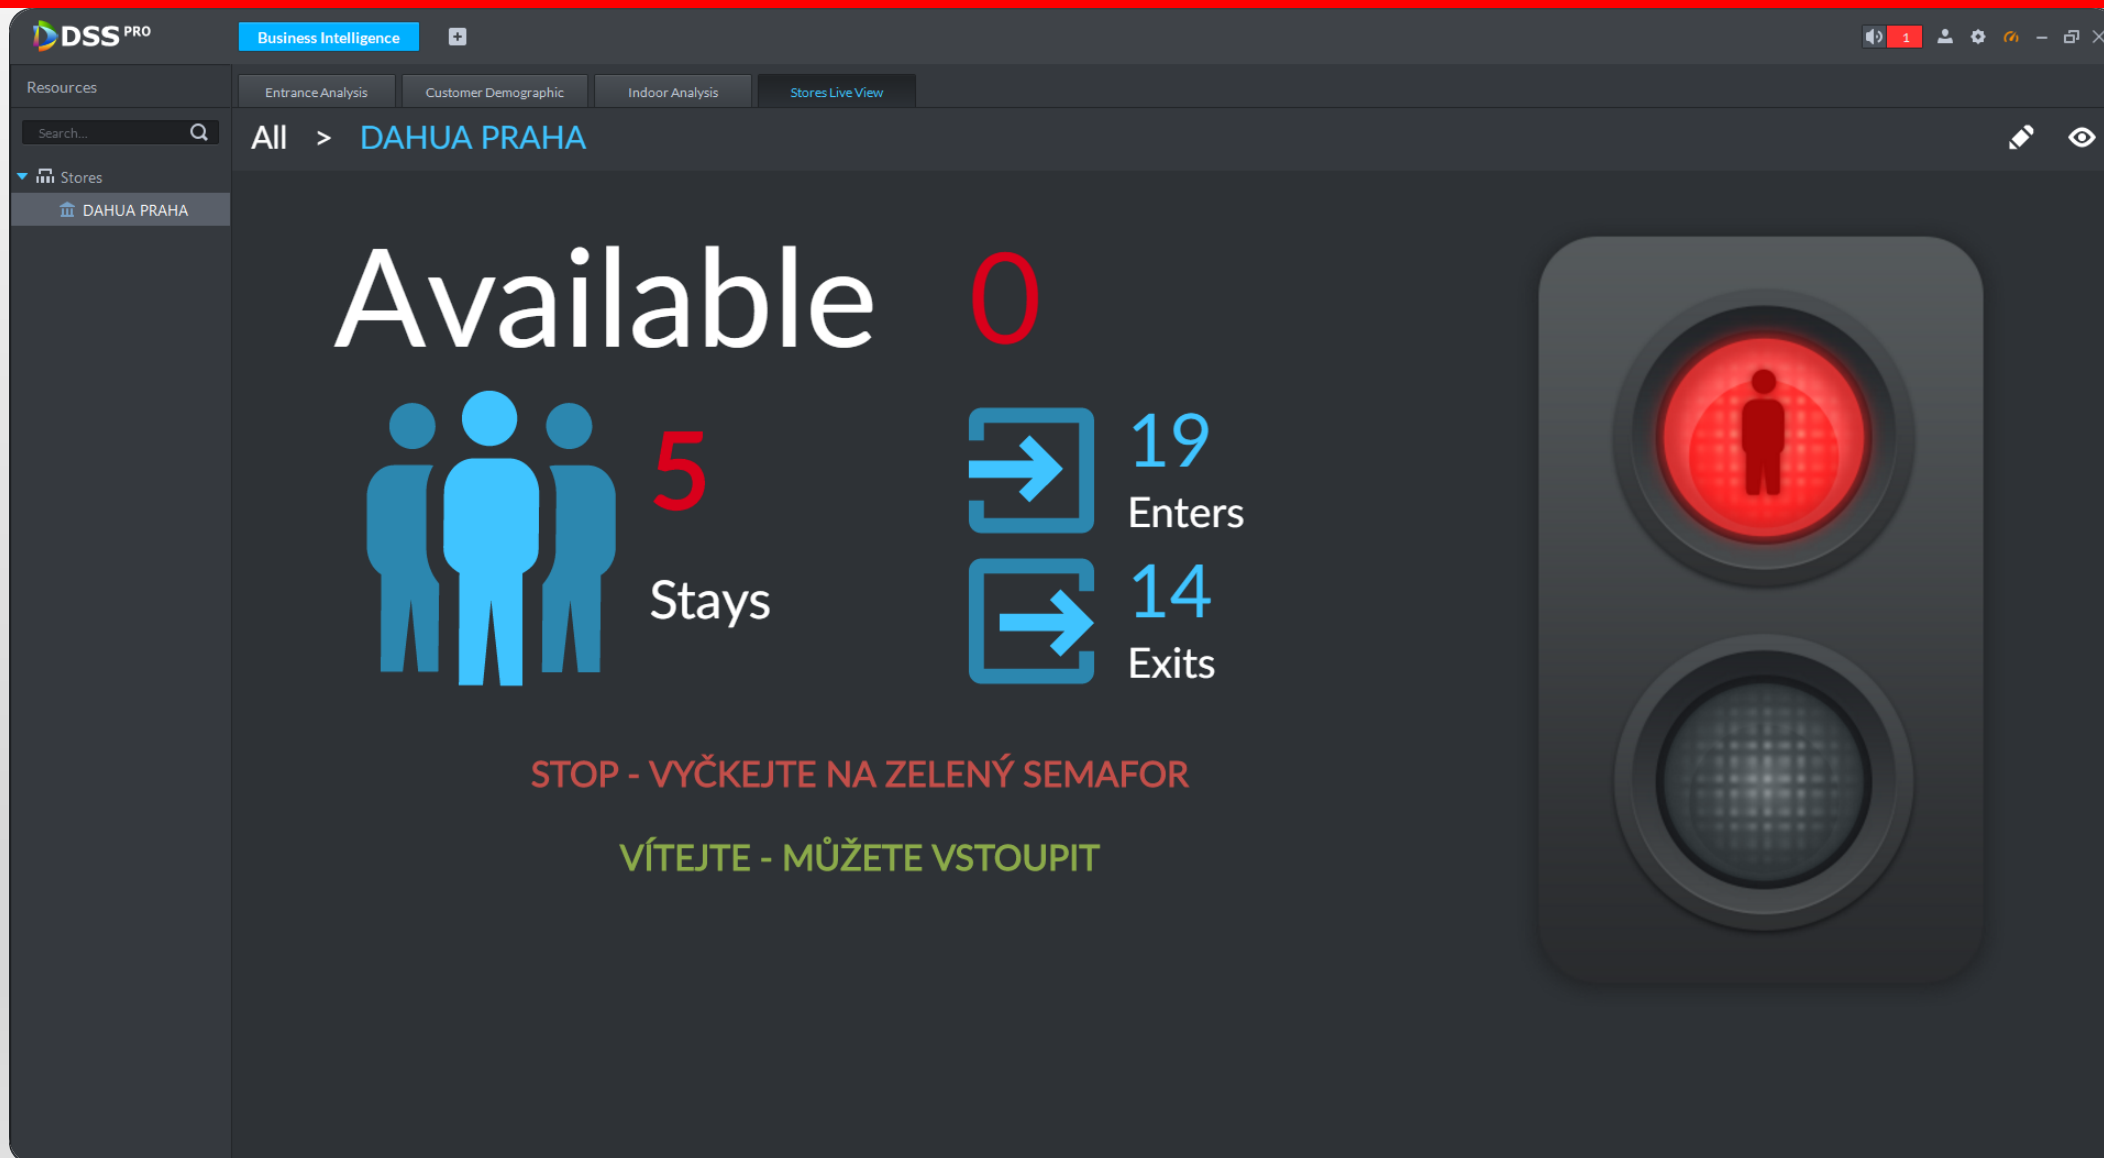 DSS PRO
Business Intelligence
1
Resources
Entrance Analysis
Customer Demographic
Indoor Analysis
Stores Live View
Search...
All > DAHUA PRAHA
Stores
DAHUA PRAHA
Available 0
5
Stays
19
Enters
14
Exits
STOP - VYČKEJTE NA ZELENÝ SEMAFOR
VÍTEJTE - MŮŽETE VSTOUPIT